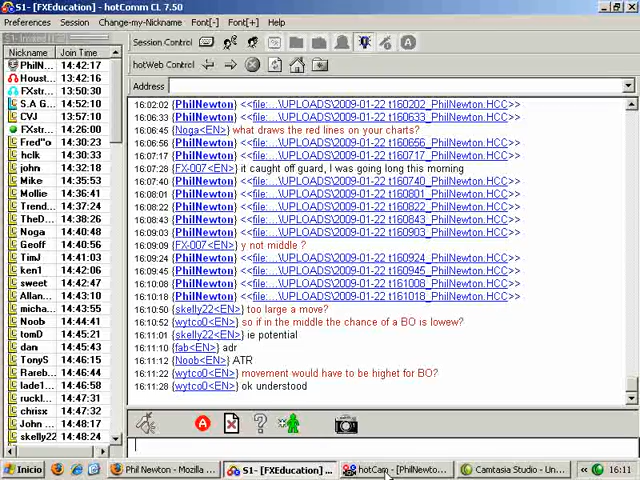 S1- [FXEducation] - hotComm CL 7.50
Preferences Session Change-my-Nickname Font[-] Font[+] Help
Nickname Join Time
Session Control
hotWeb Control
Address
PhilN... 14:42:17
Houst... 13:42:16
FXstr... 13:50:30
S.A G...
CVJ 13:57:10
FXstr... 14:26:00
Fred"o 14:30:23
hclk 14:33:22
john 14:32:18
Mike 14:35:53
Mollie 14:35:15
Trend... 14:37:24
TheD... 14:38:26
Noga 14:40:48
Geoff 14:40:56
TimJ 14:41:03
ken1 14:42:06
sweet 14:42:47
Allan... 14:43:10
micha... 14:43:55
Noob 14:44:44
tomD 14:45:21
dan 14:45:43
TonyS 14:46:36
Rareb... 14:46:44
lade1... 14:46:58
ruckl... 14:47:31
chrisx 14:47:37
John ... 14:48:17
skelly22 14:48:24
16:02:02 {PhilNewton} <<file:...\UPLOADS\2009-01-22 t160202_PhilNewton.HCC>>
16:06:33 {PhilNewton} <<file:...\UPLOADS\2009-01-22 t160633_PhilNewton.HCC>>
16:06:45 {Noga<EN>} what draws the red lines on your charts?
16:06:56 {PhilNewton} <<file:...\UPLOADS\2009-01-22 t160656_PhilNewton.HCC>>
16:07:17 {PhilNewton} <<file:...\UPLOADS\2009-01-22 t160717_PhilNewton.HCC>>
16:07:28 {FX-007<EN>} it caught off guard, I was going long this morning
16:07:40 {PhilNewton} <<file:...\UPLOADS\2009-01-22 t160740_PhilNewton.HCC>>
16:08:01 {PhilNewton} <<file:...\UPLOADS\2009-01-22 t160801_PhilNewton.HCC>>
16:08:22 {PhilNewton} <<file:...\UPLOADS\2009-01-22 t160822_PhilNewton.HCC>>
16:08:43 {PhilNewton} <<file:...\UPLOADS\2009-01-22 t160843_PhilNewton.HCC>>
16:09:03 {PhilNewton} <<file:...\UPLOADS\2009-01-22 t160903_PhilNewton.HCC>>
16:09:09 {FX-007<EN>} y not middle ?
16:09:24 {PhilNewton} <<file:...\UPLOADS\2009-01-22 t160924_PhilNewton.HCC>>
16:09:45 {PhilNewton} <<file:...\UPLOADS\2009-01-22 t160945_PhilNewton.HCC>>
16:10:08 {PhilNewton} <<file:...\UPLOADS\2009-01-22 t161008_PhilNewton.HCC>>
16:10:18 {PhilNewton} <<file:...\UPLOADS\2009-01-22 t161018_PhilNewton.HCC>>
16:10:50 {skelly22<EN>} too large a move?
16:10:52 {wytco0<EN>} so if in the middle the chance of a BO is lowew?
16:11:01 {skelly22<EN>} ie potential
16:11:10 {fab<EN>} adr
16:11:12 {Noob<EN>} ATR
16:11:22 {wytco0<EN>} movement would have to be highet for BO?
16:11:28 {wytco0<EN>} ok understood
Inicio
Phil Newton - Mozilla ...
S1- [FXEducation] ...
hotCam - [PhilNewto...
Camtasia Studio - Un...
16:11